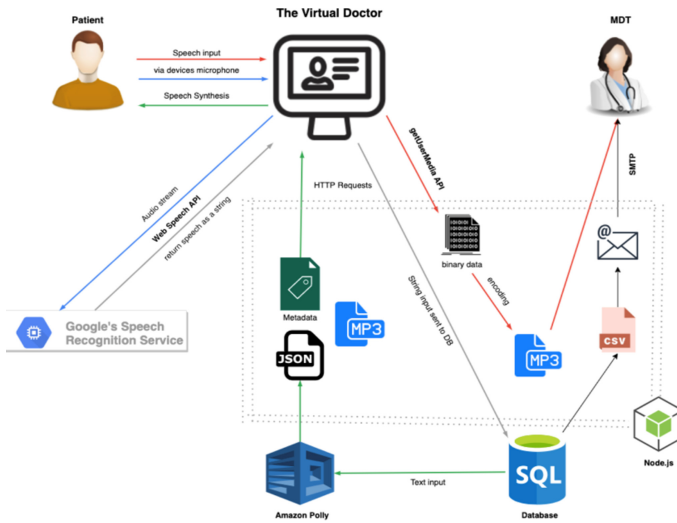 The Virtual Doctor
Patient
MDT
Speech input
via devices microphone
Speech Synthesis
getUserMedia API
SMTP
HTTP Requests
Audio stream
Web Speech API
return speech as a string
@
binary data
encoding
String input sent to DB
Metadata
MP3
Google's Speech
Recognition Service
JSON
MP3
CSV
Node.js
SQL
Text input
Amazon Polly
Database